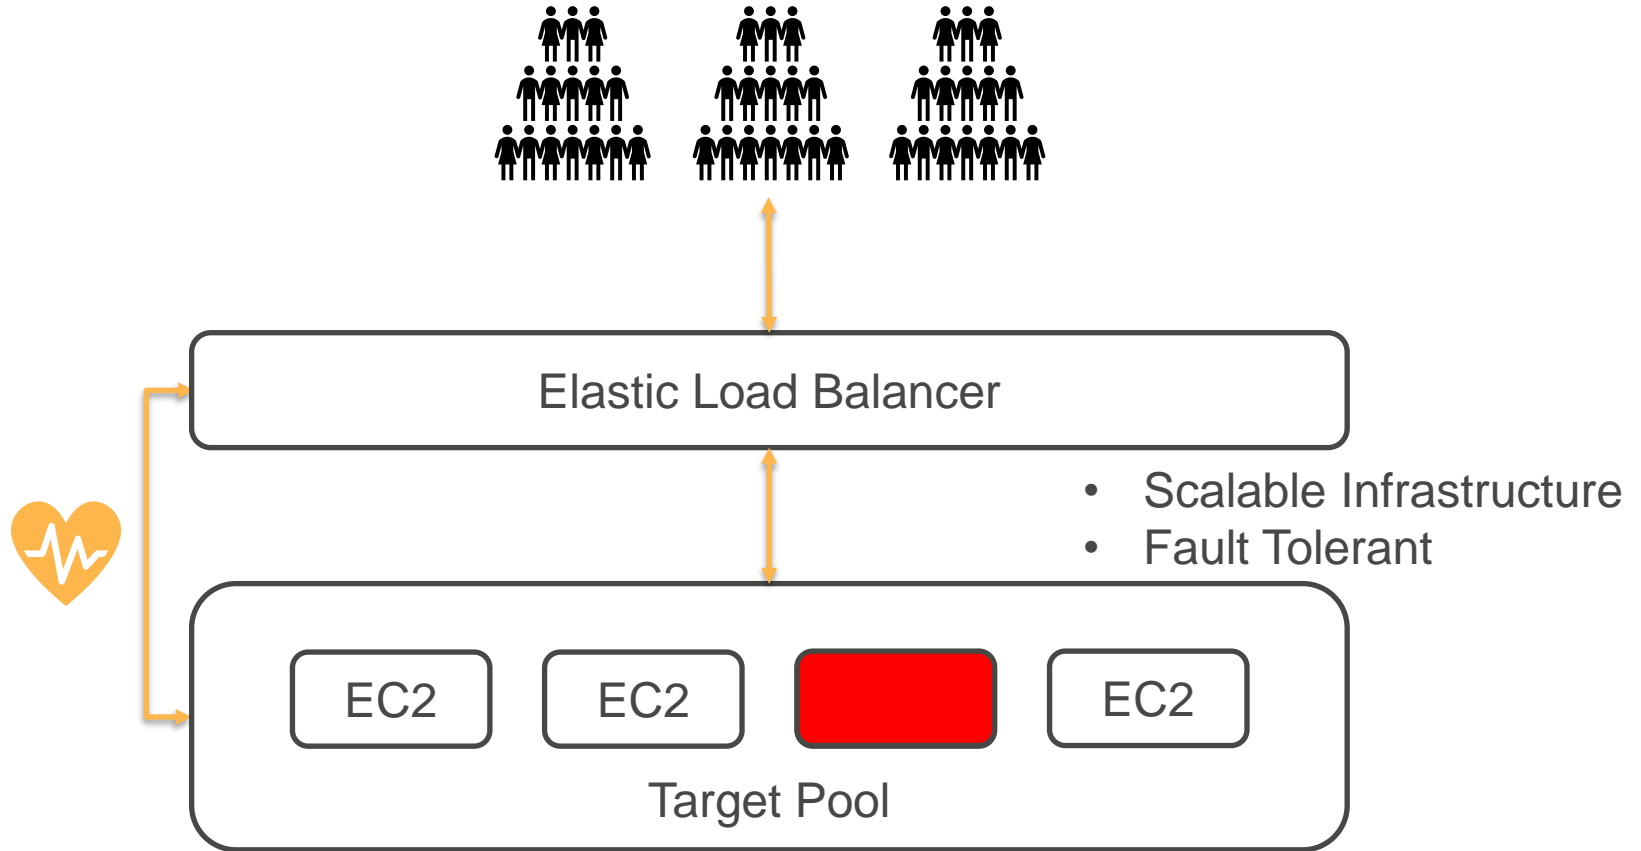 Elastic Load Balancer
• Scalable Infrastructure
• Fault Tolerant
EC2 EC2 EC2
Target Pool